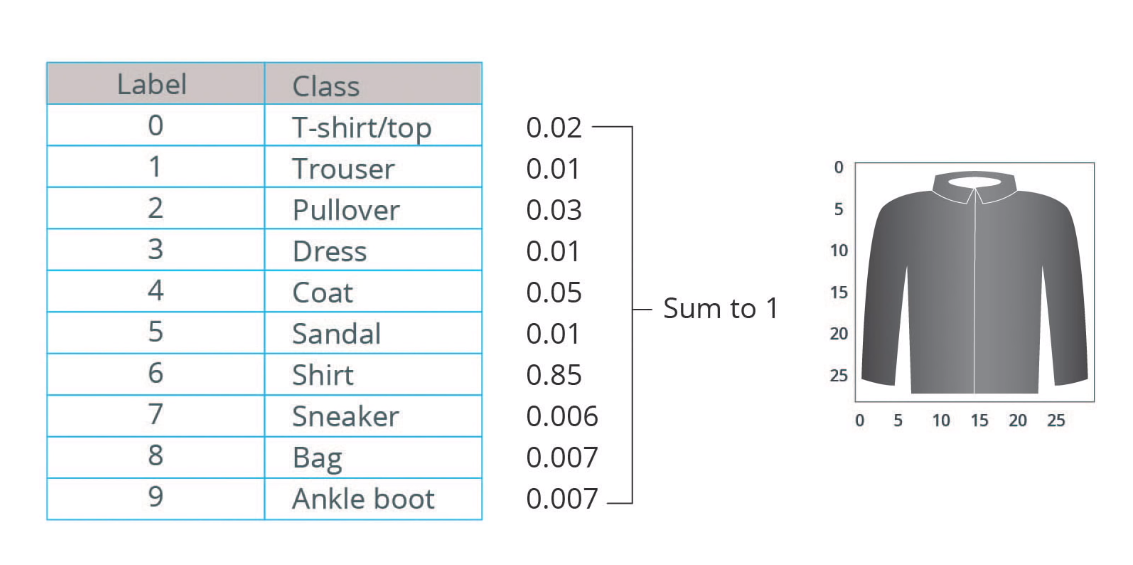 Label Class
0 T-shirt/top 0.02
1 Trouser 0.01
2 Pullover 0.03
3 Dress 0.01
4 Coat 0.05
5 Sandal 0.01
6 Shirt 0.85
7 Sneaker 0.006
8 Bag 0.007
9 Ankle boot 0.007
Sum to 1
0
5
10
15
20
25
0 5 10 15 20 25